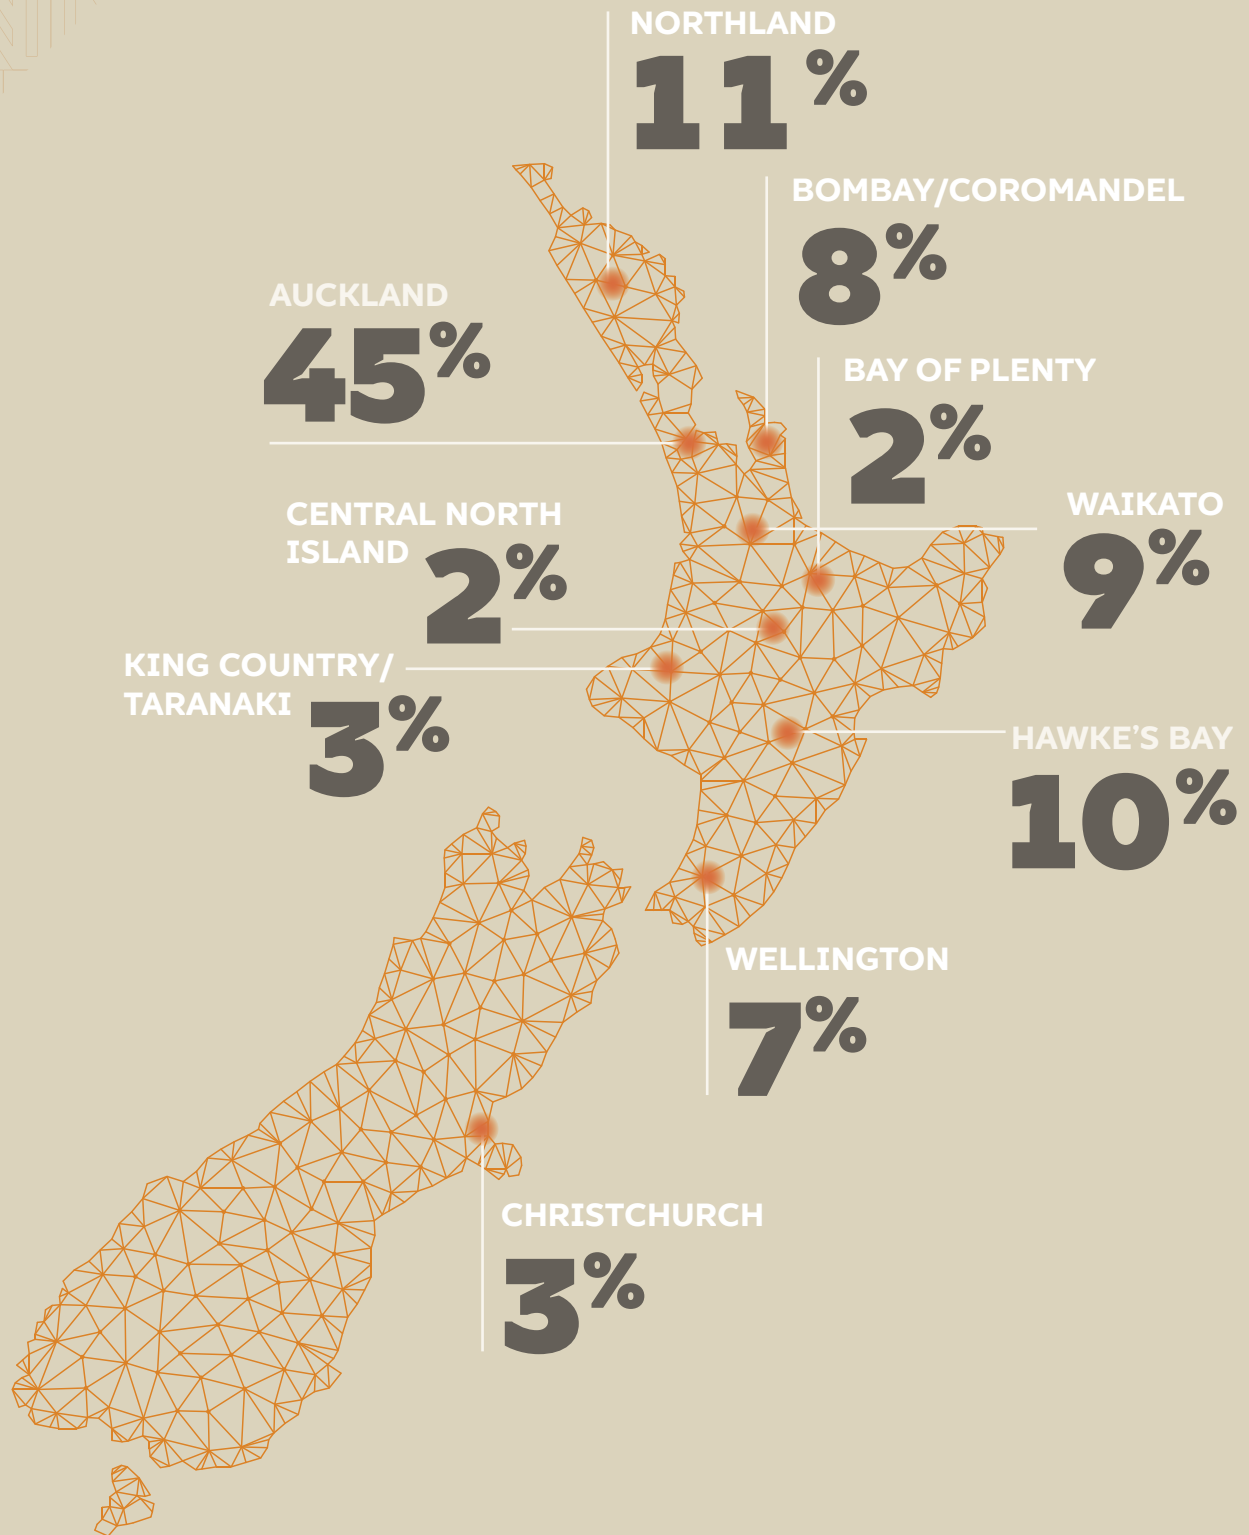 NORTHLAND
11%
BOMBAY/COROMANDEL
8%
AUCKLAND
45%
BAY OF PLENTY
2%
WAIKATO
9%
CENTRAL NORTH
ISLAND
2%
KING COUNTRY/
TARANAKI
3%
HAWKE'S BAY
10%
WELLINGTON
7%
CHRISTCHURCH
3%